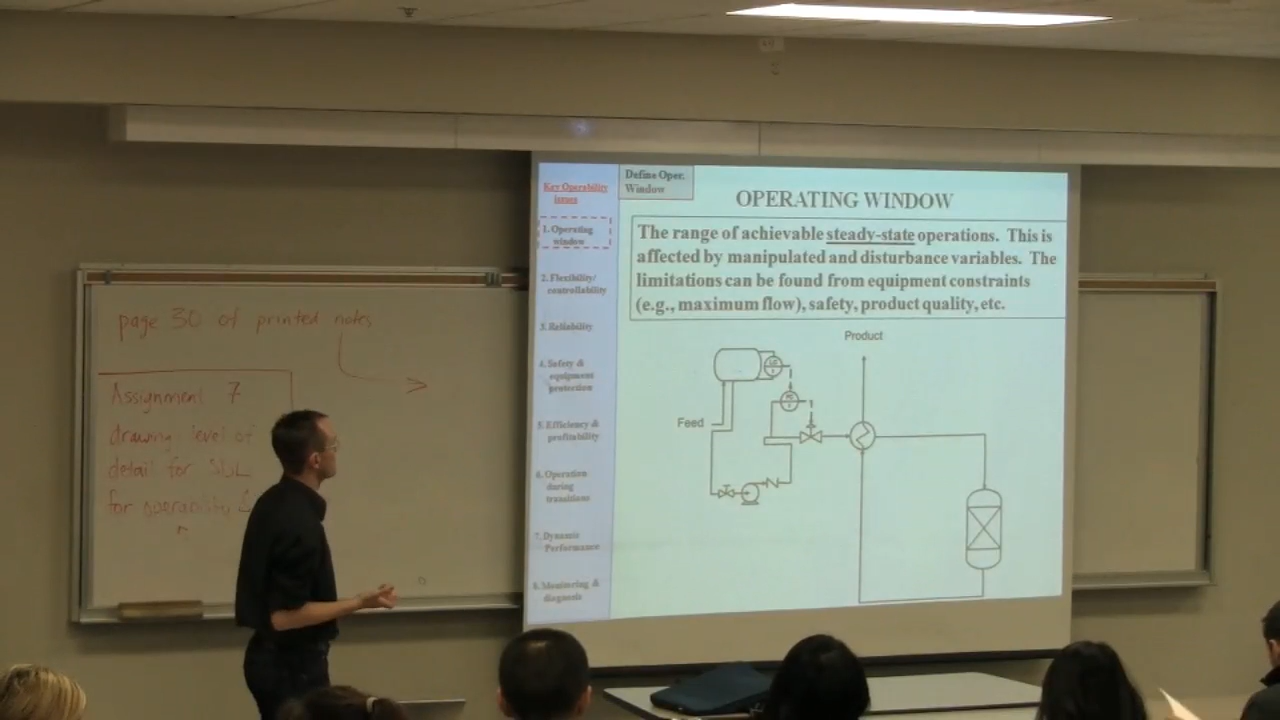 page 30 of printed notes
Assignment 7
drawing level of
detail for
for operability &
Key Operability
issues
1. Operating
window
2. Flexibility/
controllability
3. Reliability
4. Safety &
equipment
protection
5. Efficiency &
profitability
6. Operation
during
transitions
7. Dynamic
Performance
8. Monitoring &
diagnosis
Define Oper.
Window
OPERATING WINDOW
The range of achievable steady-state operations. This is
affected by manipulated and disturbance variables. The
limitations can be found from equipment constraints
(e.g., maximum flow), safety, product quality, etc.
Product
Feed